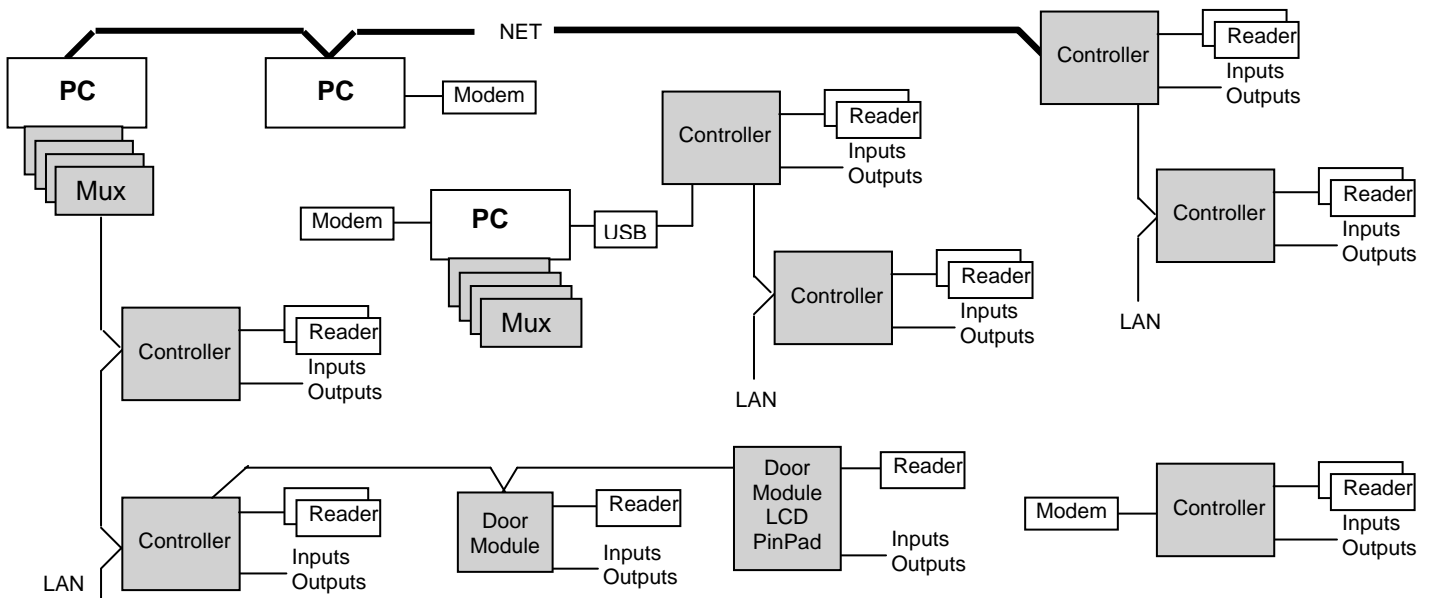 NET
PC
PC
Modem
Controller
Reader
Inputs
Outputs
Controller
Reader
Inputs
Outputs
Mux
Modem
PC
USB
Controller
Reader
Inputs
Outputs
Controller
Reader
Inputs
Outputs
Mux
LAN
Controller
Reader
Inputs
Outputs
LAN
Controller
Reader
Inputs
Outputs
LAN
Door
Module
Reader
Inputs
Outputs
Door
Module
LCD
PinPad
Reader
Inputs
Outputs
Modem
Controller
Reader
Inputs
Outputs